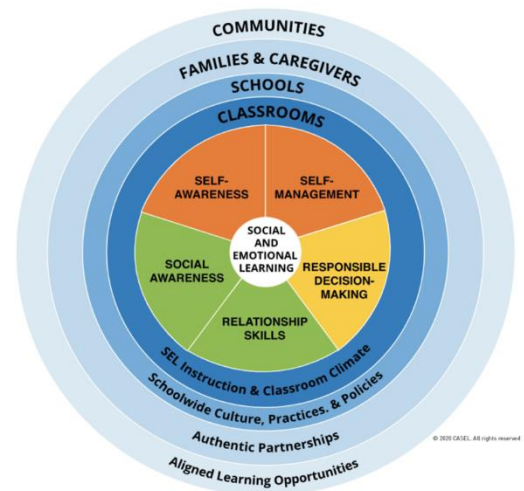 COMMUNITIES
FAMILIES & CAREGIVERS
SCHOOLS
CLASSROOMS
SELF-
AWARENESS
SELF-
MANAGEMENT
SOCIAL
AND
EMOTIONAL
LEARNING
SOCIAL
AWARENESS
RESPONSIBLE
DECISION-
MAKING
RELATIONSHIP
SKILLS
SEL Instruction & Classroom Climate
Schoolwide Culture, Practices. & Policies
Authentic Partnerships
Aligned Learning Opportunities
© 2020 CASEL. All rights reserved